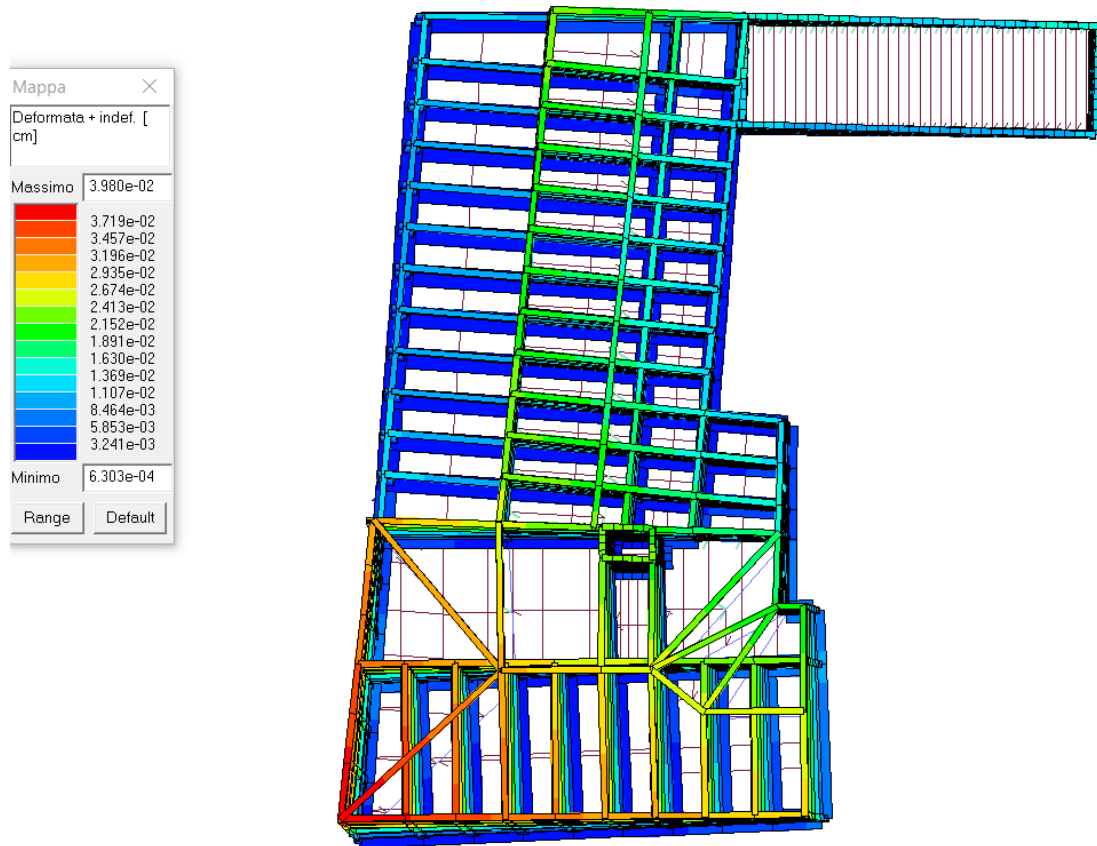 Mappa
Deformata + indef. [
cm]
Massimo 3.980e-02
3.719e-02
3.457e-02
3.196e-02
2.935e-02
2.674e-02
2.413e-02
2.152e-02
1.891e-02
1.630e-02
1.369e-02
1.107e-02
8.464e-03
5.853e-03
3.241e-03
Minimo 6.303e-04
Range Default